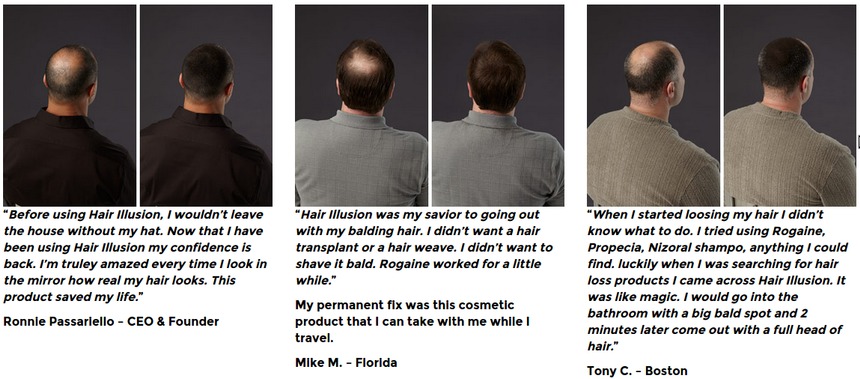 "Before using Hair Illusion, I wouldn't leave
the house without my hat. Now that I have
been using Hair Illusion my confidence is
back. I'm truley amazed every time I look in
the mirror how real my hair looks. This
product saved my life."
Ronnie Passariello - CEO & Founder
"Hair Illusion was my savior to going out
with my balding hair. I didn't want a hair
transplant or a hair weave. I didn't want to
shave it bald. Rogaine worked for a little
while."
My permanent fix was this cosmetic
product that I can take with me while I
travel.
Mike M. - Florida
"When I started loosing my hair I didn't
know what to do. I tried using Rogaine,
Propecia, Nizoral shampo, anything I could
find. luckily when I was searching for hair
loss products I came across Hair Illusion. It
was like magic. I would go into the
bathroom with a big bald spot and 2
minutes later come out with a full head of
hair."
Tony C. - Boston